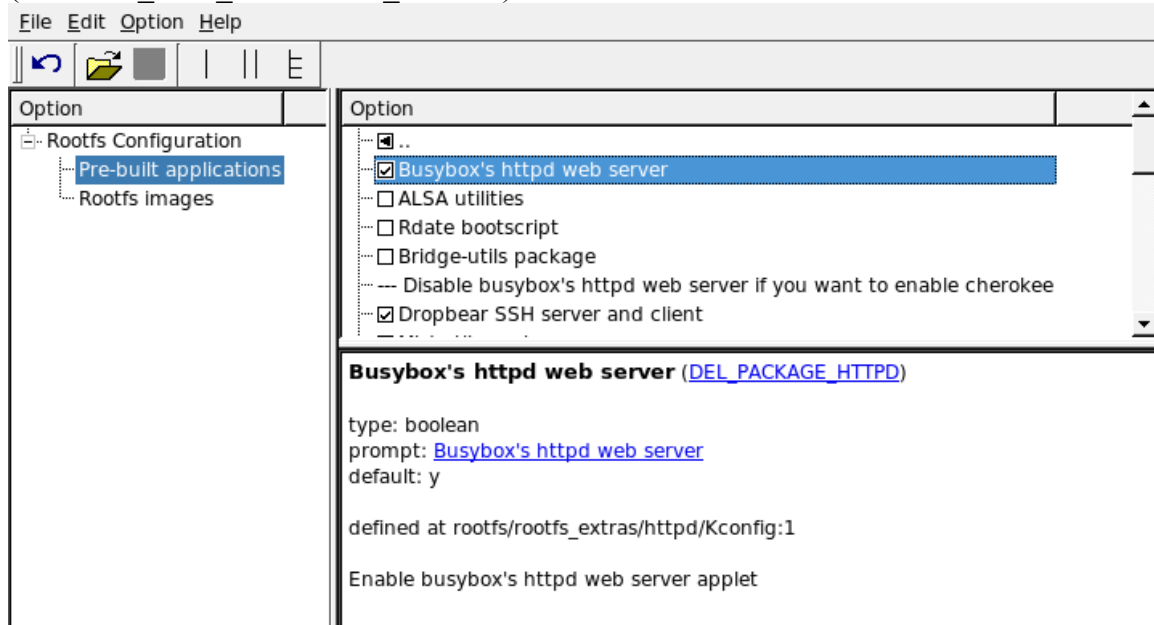 File Edit Option Help
Option
Rootfs Configuration
Pre-built applications
Rootfs images
Option
..
Busybox's httpd web server
ALSA utilities
Rdate bootscript
Bridge-utils package
--- Disable busybox's httpd web server if you want to enable cherokee
Dropbear SSH server and client
Busybox's httpd web server (DEL_PACKAGE_HTTPD)
type: boolean
prompt: Busybox's httpd web server
default: y
defined at rootfs/rootfs_extras/httpd/Kconfig:1
Enable busybox's httpd web server applet